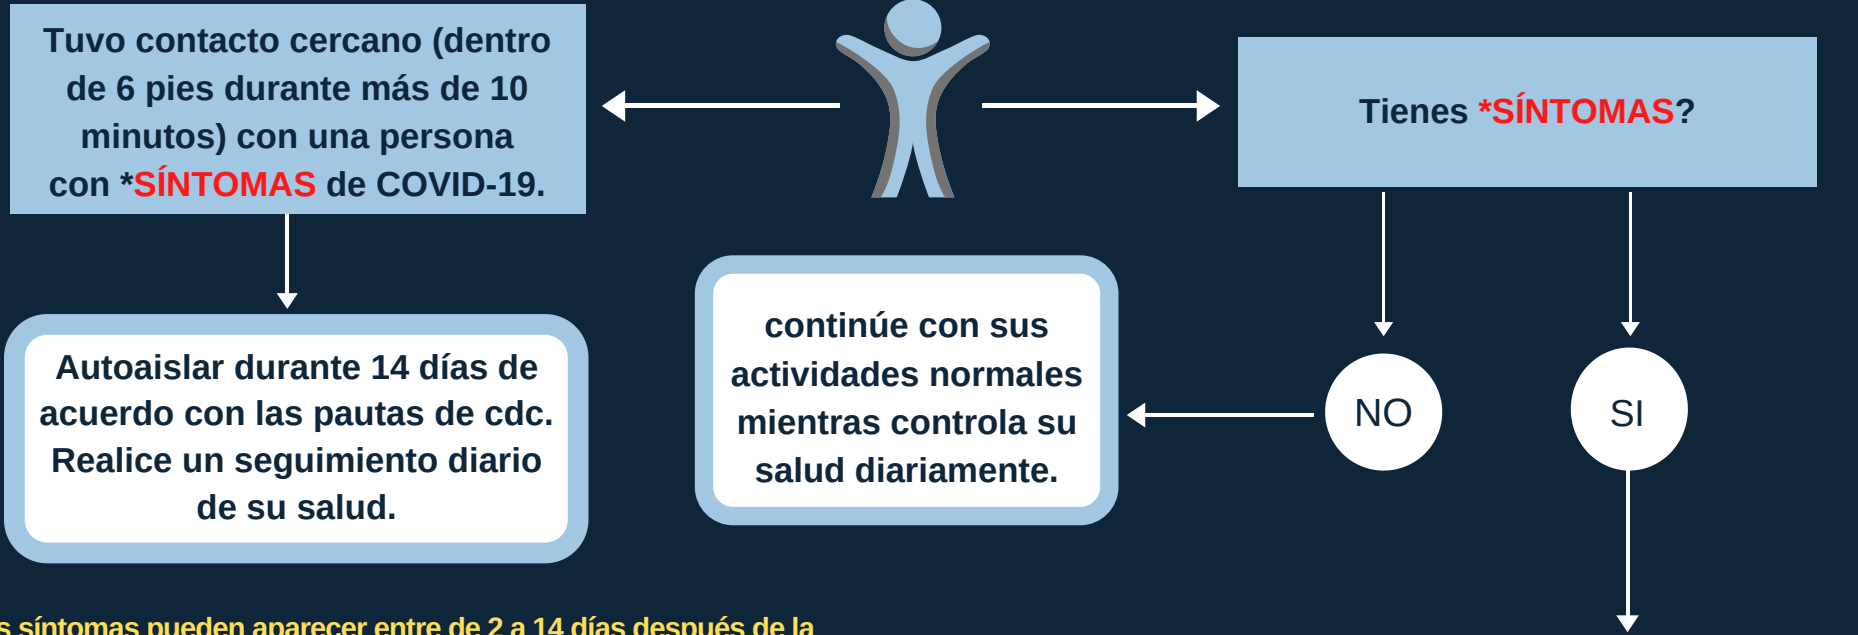 Tuvo contacto cercano (dentro
de 6 pies durante más de 10
minutos) con una persona
con *SÍNTOMAS de COVID-19.
Tienes *SÍNTOMAS?
Autoaislar durante 14 días de
acuerdo con las pautas de cdc.
Realice un seguimiento diario
de su salud.
continúe con sus
actividades normales
mientras controla su
salud diariamente.
NO
SI
síntomas pueden aparecer entre de 2 a 14 días después de la